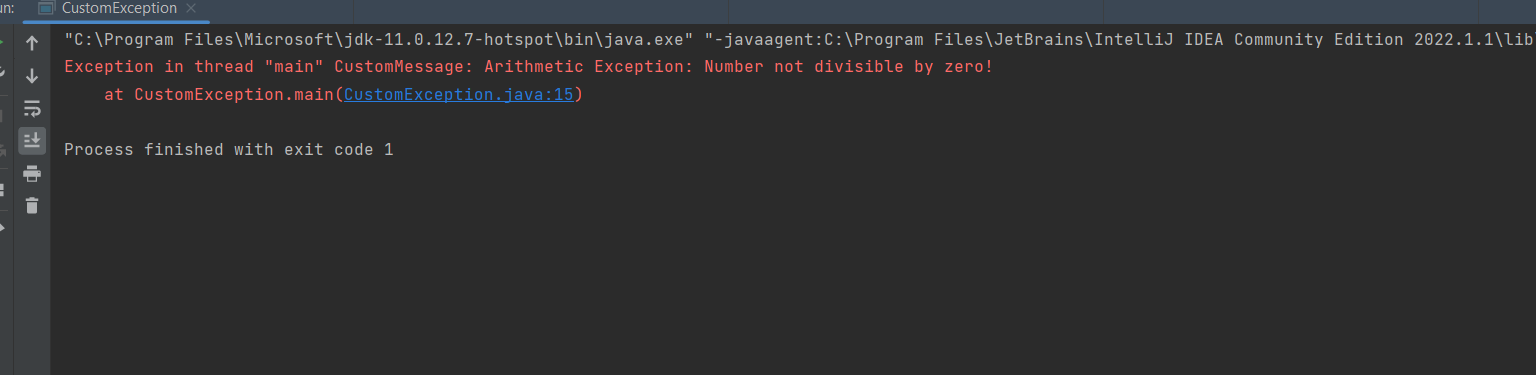 CustomException
"C:\Program Files\Microsoft\jdk-11.0.12.7-hotspot\bin\java.exe" "-javaagent:C:\Program Files\JetBrains\IntelliJ IDEA Community Edition 2022.1.1\lib
Exception in thread "main" CustomMessage: Arithmetic Exception: Number not divisible by zero!
at CustomException.main(CustomException.java:15)
Process finished with exit code 1